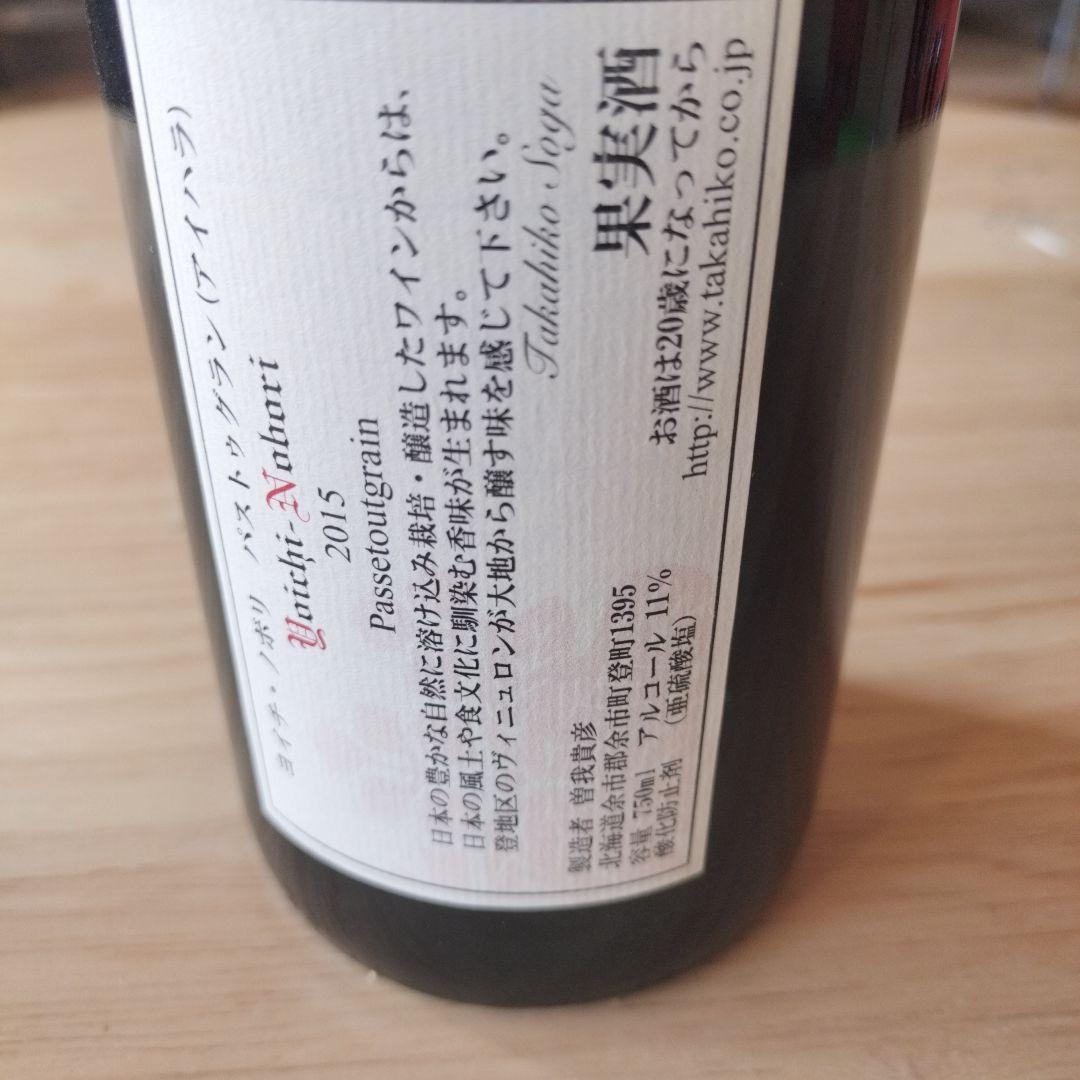 ヨイチ・ノボリ パストゥグラン(アイハラ)
Yoichi-Nobori
2015
Passetoutgrain
日本の豊かな自然に溶け込み栽培・醸造したワインからは、
日本の風土や食文化に馴染む香味が生まれます。
登地区のヴィニュロンが大地から醸す味を感じて下さい。
Takahiko Soga
製造者 曽我貴彦
北海道余市郡余市町登町1395
容量 750ml アルコール 11%
酸化防止剤 (亜硫酸塩)
果実酒
お酒は20歳になってから
http://www.takahiko.co.jp